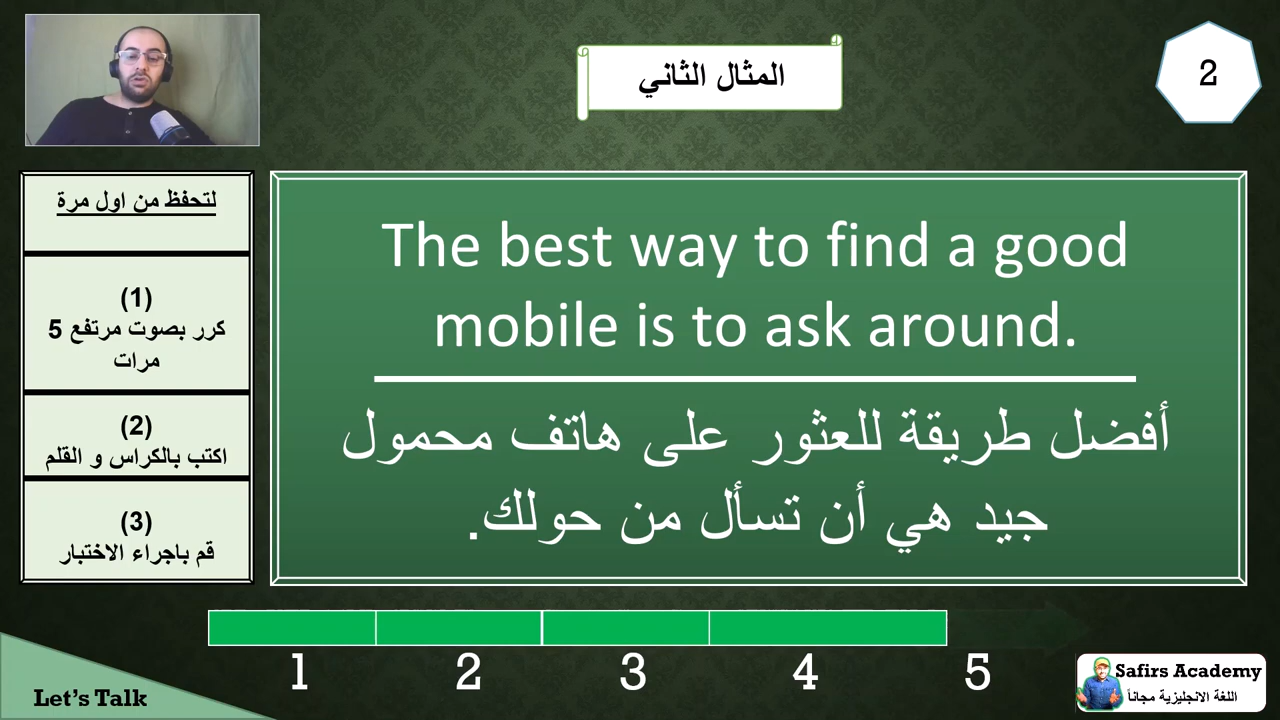 المثال الثاني
2
لتحفظ من اول مرة
(1)
كرر بصوت مرتفع 5
مرات
(2)
اكتب بالكراس و القلم
(3)
قم باجراء الاختبار
The best way to find a good
mobile is to ask around.
أفضل طريقة للعثور على هاتف محمول
جيد هي أن تسأل من حولك.
1 2 3 4 5
Let's Talk
Safirs Academy
اللغة الانجليزية مجاناً